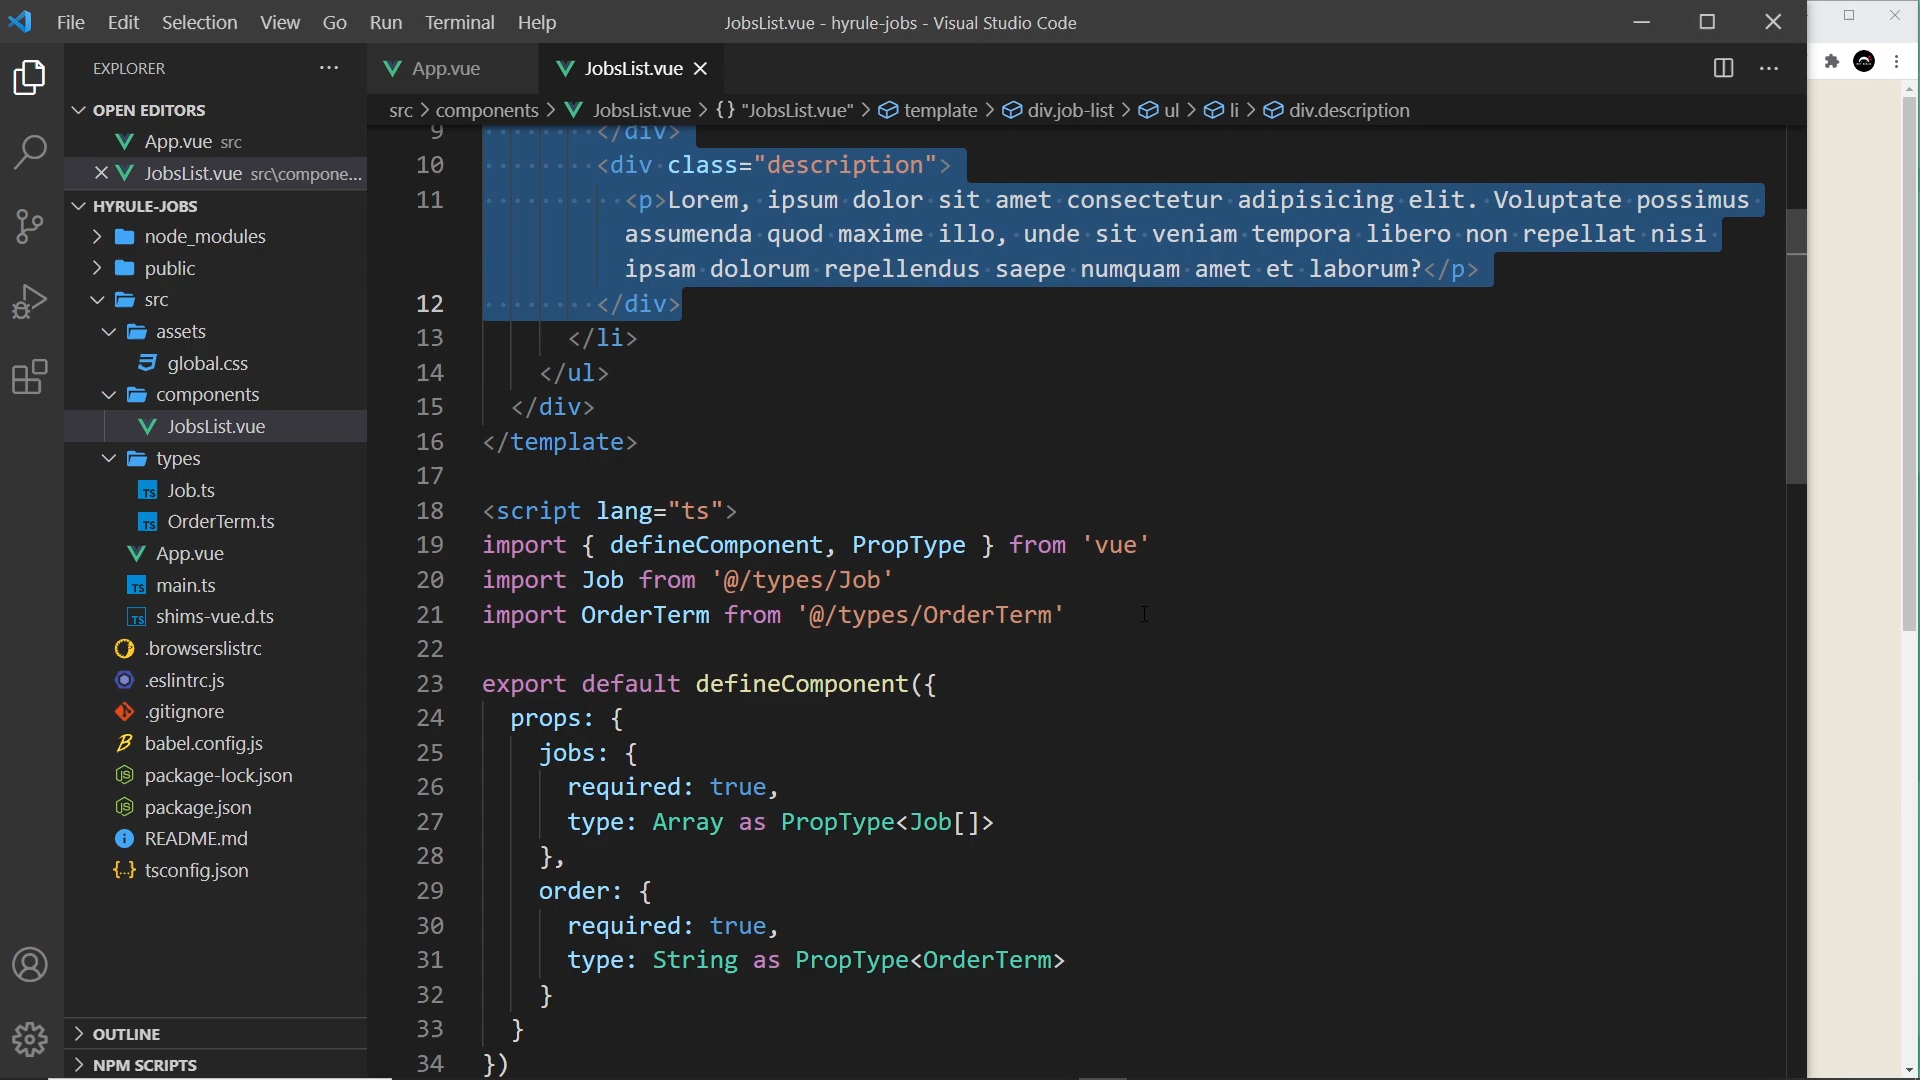 File Edit Selection View Go Run Terminal Help
JobsList.vue - hyrule-jobs - Visual Studio Code
EXPLORER
App.vue
JobsList.vue
OPEN EDITORS
App.vue src
JobsList.vue src\compone...
HYRULE-JOBS
node_modules
public
src
assets
global.css
components
JobsList.vue
types
TS Job.ts
TS OrderTerm.ts
App.vue
TS main.ts
TS shims-vue.d.ts
.browserslistrc
.eslintrc.js
.gitignore
babel.config.js
package-lock.json
package.json
README.md
{..} tsconfig.json
OUTLINE
NPM SCRIPTS
src > components > JobsList.vue > {} "JobsList.vue" > template > div.job-list > ul > li > div.description
9 </div>
10 <div class="description">
11 <p>Lorem, ipsum dolor sit amet consectetur adipisicing elit. Voluptate possimus
assumenda quod maxime illo, unde sit veniam tempora libero non repellat nisi
ipsam dolorum repellendus saepe numquam amet et laborum?</p>
12 </div>
13 </li>
14 </ul>
15 </div>
16 </template>
17
18 <script lang="ts">
19 import { defineComponent, PropType } from 'vue'
20 import Job from '@/types/Job'
21 import OrderTerm from '@/types/OrderTerm'
22
23 export default defineComponent({
24 props: {
25 jobs: {
26 required: true,
27 type: Array as PropType<Job[]>
28 },
29 order: {
30 required: true,
31 type: String as PropType<OrderTerm>
32 }
33 }
34 })